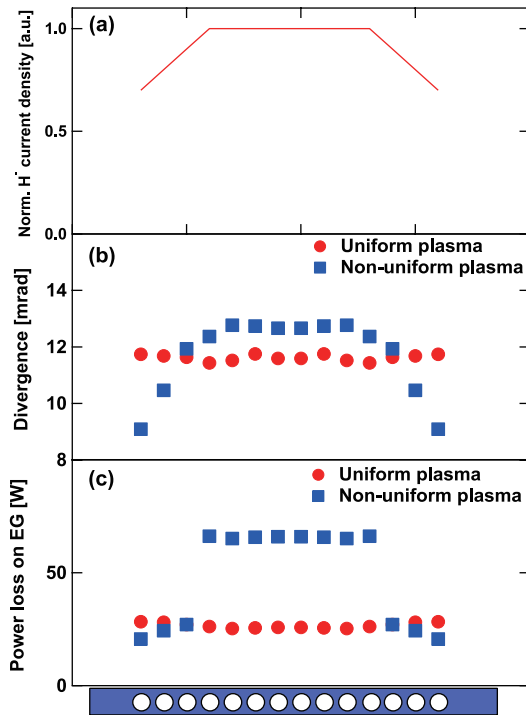 (a)
Norm. H⁻ current density [a.u.]
1.0
0.5
0.0
(b)
Uniform plasma
Non-uniform plasma
Divergence [mrad]
14
12
10
8
(c)
Uniform plasma
Non-uniform plasma
Power loss on EG [W]
50
0